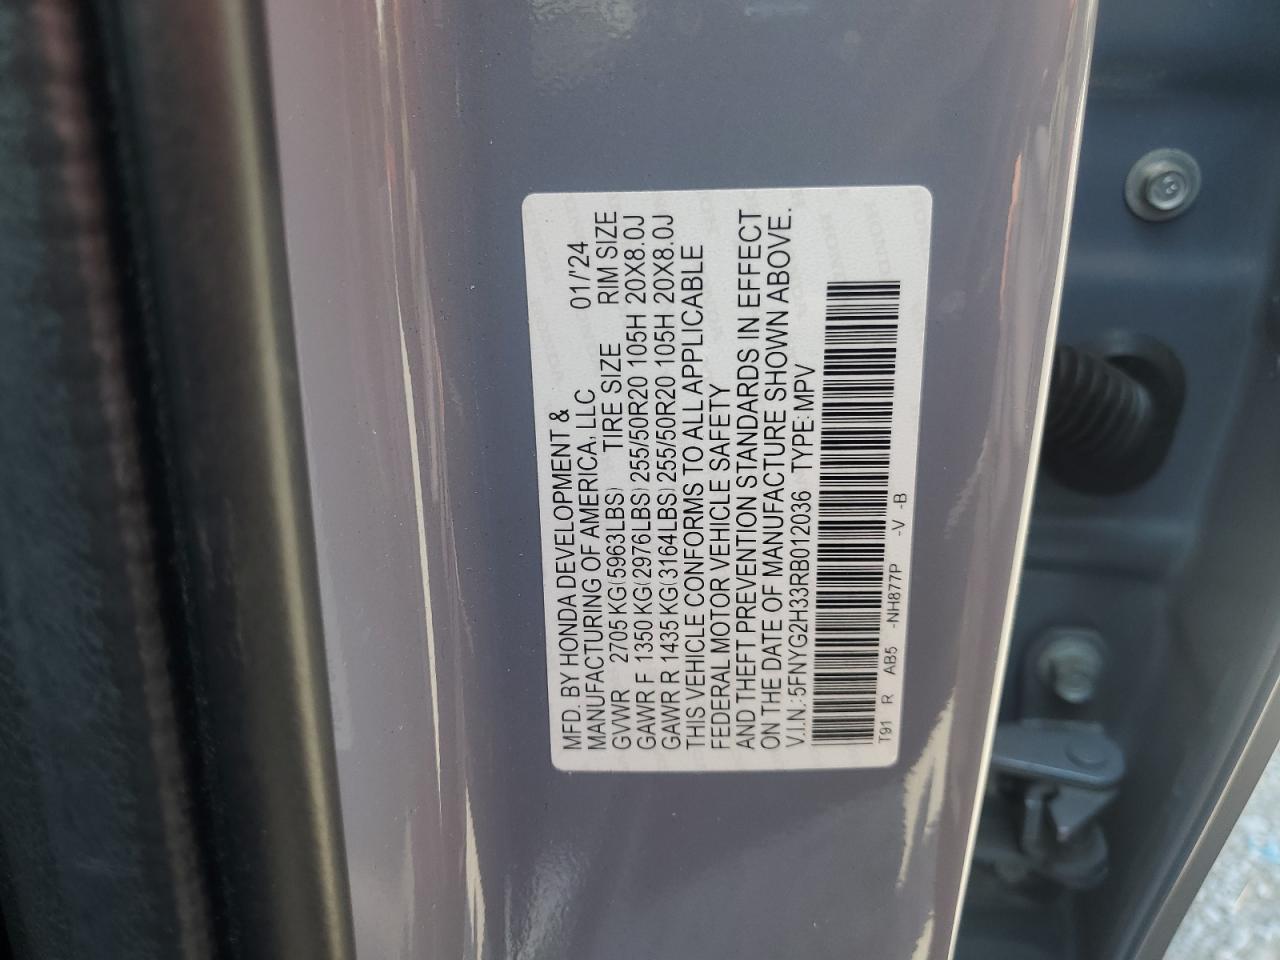 MFD. BY HONDA DEVELOPMENT & 01/'24
MANUFACTURING OF AMERICA, LLC
GVWR 2705 KG(5963LBS) TIRE SIZE RIM SIZE
GAWR F 1350 KG(2976LBS) 255/50R20 105H 20X8.0J
GAWR R 1435 KG(3164LBS) 255/50R20 105H 20X8.0J
THIS VEHICLE CONFORMS TO ALL APPLICABLE
FEDERAL MOTOR VEHICLE SAFETY
AND THEFT PREVENTION STANDARDS IN EFFECT
ON THE DATE OF MANUFACTURE SHOWN ABOVE.
V.I.N.:5FNYG2H33RB012036 TYPE:MPV
T91 R AB5 -NH877P -V -B